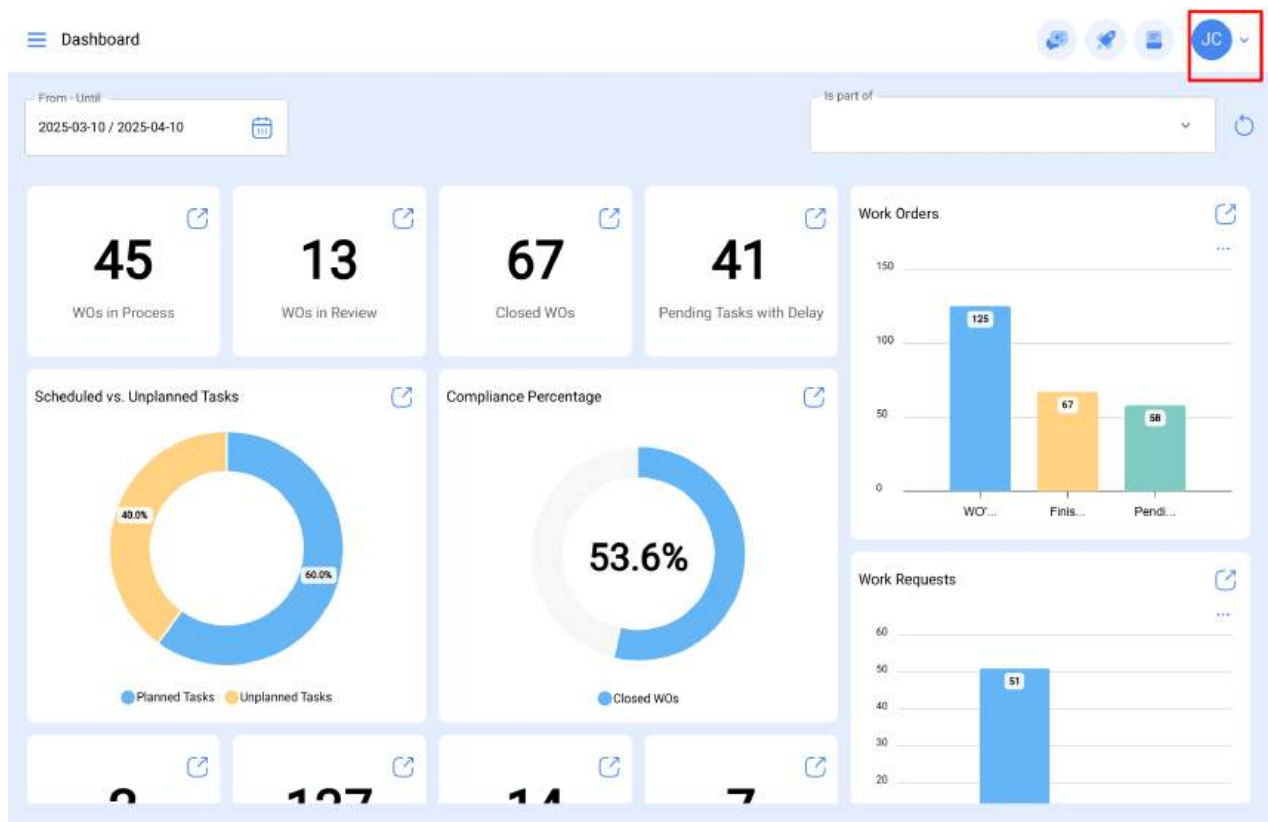 Dashboard
JC
From - Until
2025-03-10 / 2025-04-10
Is part of
45
WOs in Process
13
WOs in Review
67
Closed WOs
41
Pending Tasks with Delay
Work Orders
...
150
100
50
0
125
67
58
WO'...
Finis...
Pendi...
Scheduled vs. Unplanned Tasks
40.0%
60.0%
Planned Tasks Unplanned Tasks
Compliance Percentage
53.6%
Closed WOs
Work Requests
...
60
50
40
30
20
51
14
7